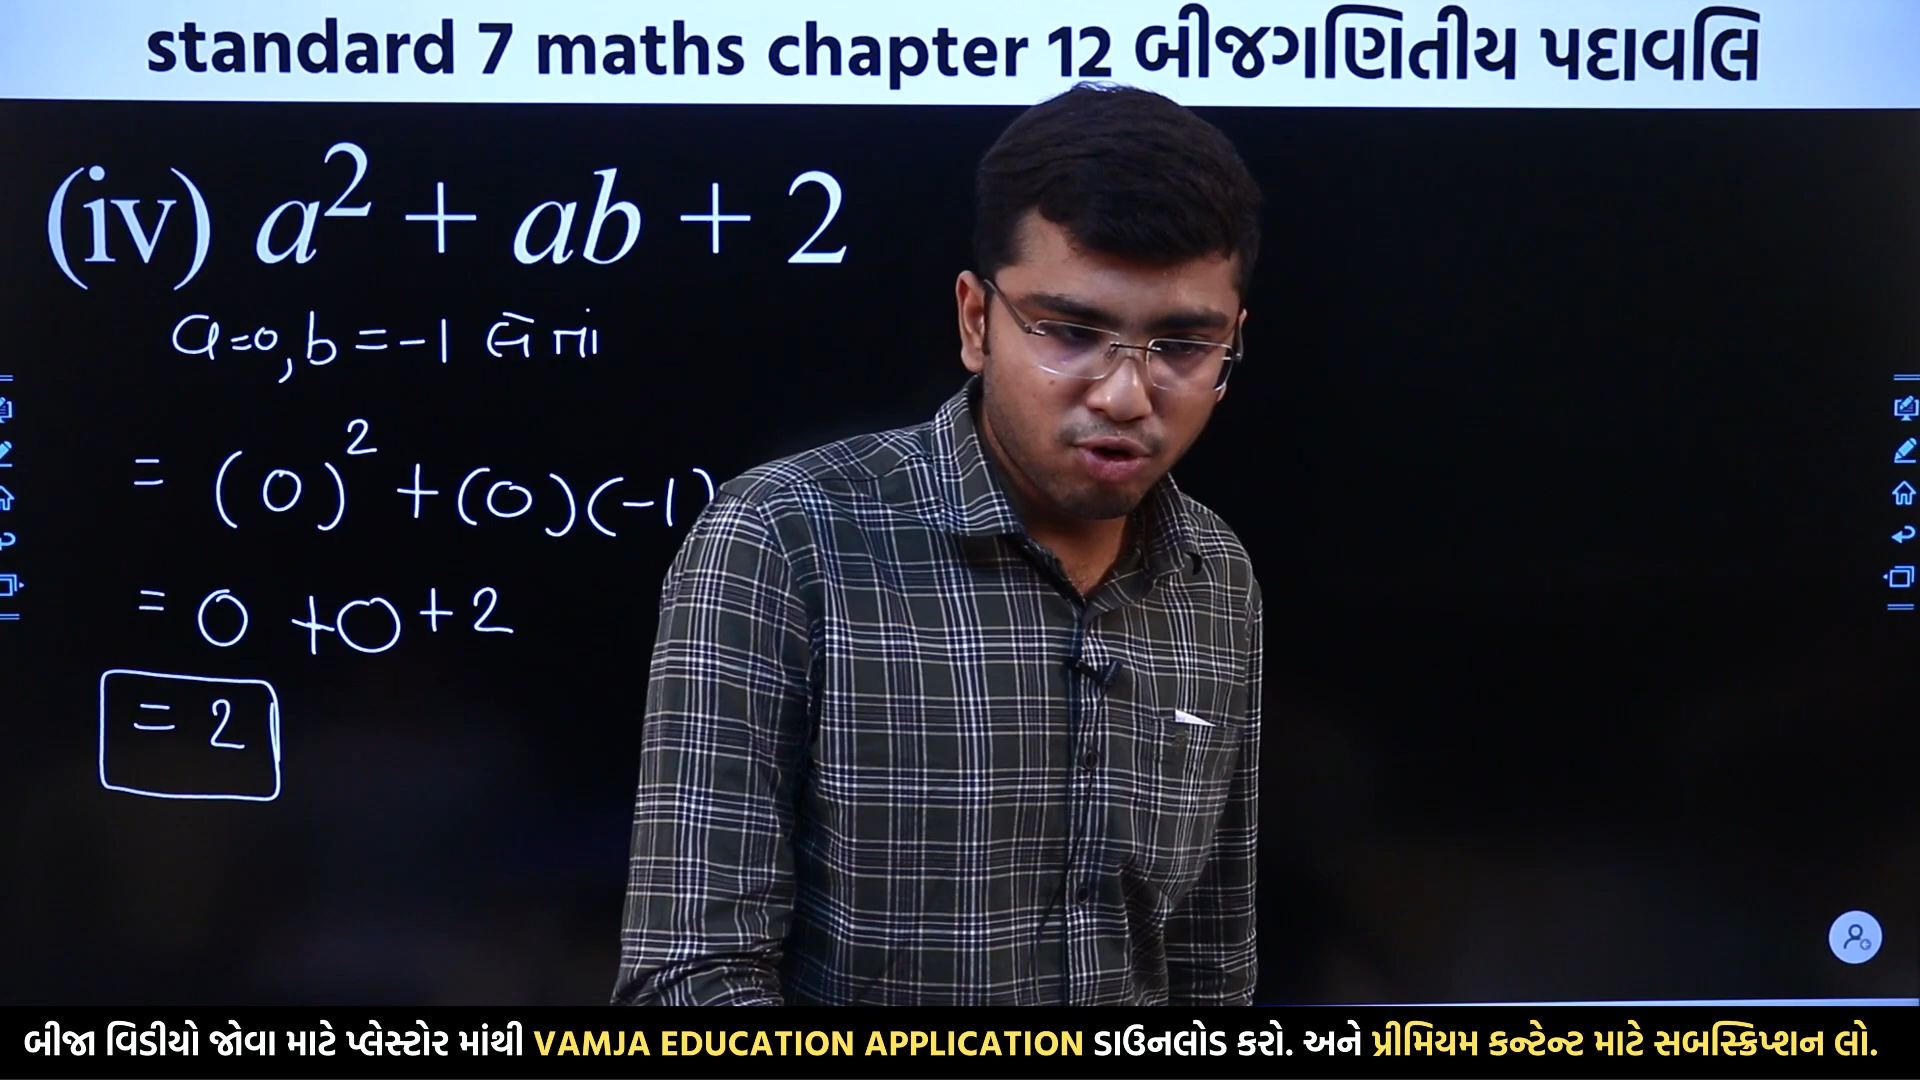 standard 7 maths chapter 12 બીજગણિતીય પદાવલિ
(iv) a² + ab + 2
a=0, b = -1 લેતાં
= (0)² + (0)(-1)
= 0 + 0 + 2
= 2
બીજા વિડીયો જોવા માટે પ્લેસ્ટોર માંથી VAMJA EDUCATION APPLICATION ડાઉનલોડ કરો. અને પ્રીમિયમ કન્ટેન્ટ માટે સબસ્ક્રિપ્શન લો.